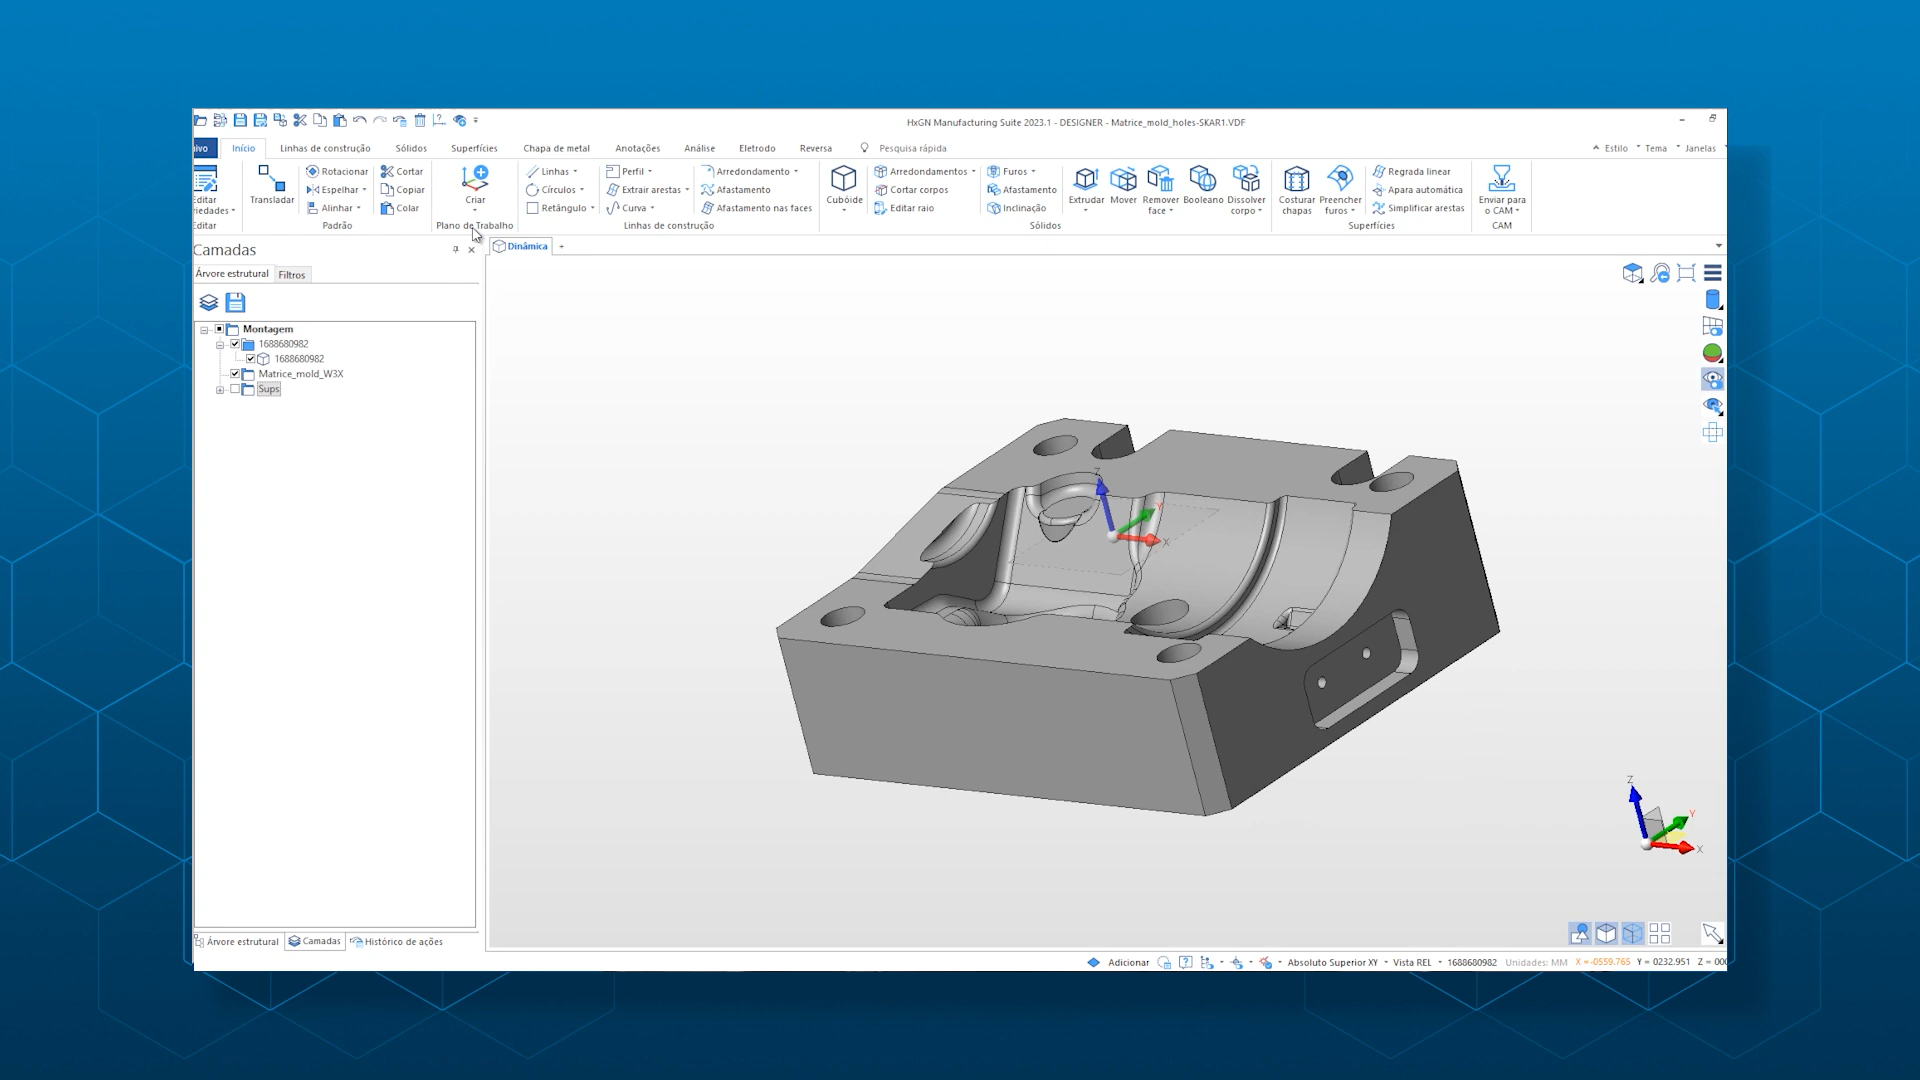 HxGN Manufacturing Suite 2023.1 - DESIGNER - Matrice_mold_holes-SKAR1.VDF
ivo Início Linhas de construção Sólidos Superfícies Chapa de metal Anotações Análise Eletrodo Reversa Pesquisa rápida Estilo Tema Janelas
Rotacionar Cortar Linhas Perfil Arredondamento Arredondamentos Furos Regrada linear
Espelhar Copiar Círculos Extrair arestas Afastamento Cortar corpos Afastamento Apara automática
Editar Transladar Criar Cubóide Extrudar Mover Remover Booleano Dissolver Costurar Preencher Enviar para
riedades Alinhar Colar Retângulo Curva Afastamento nas faces Editar raio Inclinação face corpo chapas furos Simplificar arestas o CAM
Editar Padrão Plano de Trabalho Linhas de construção Sólidos Superfícies CAM
Camadas
Dinâmica +
Árvore estrutural Filtros
Montagem
1688680982
1688680982
Matrice_mold_W3X
Sups
Z
Y
X
Z
Y
X
Árvore estrutural Camadas Histórico de ações
Adicionar Absoluto Superior XY Vista REL 1688680982 Unidades: MM X =-0559.765 Y = 0232.951 Z = 000